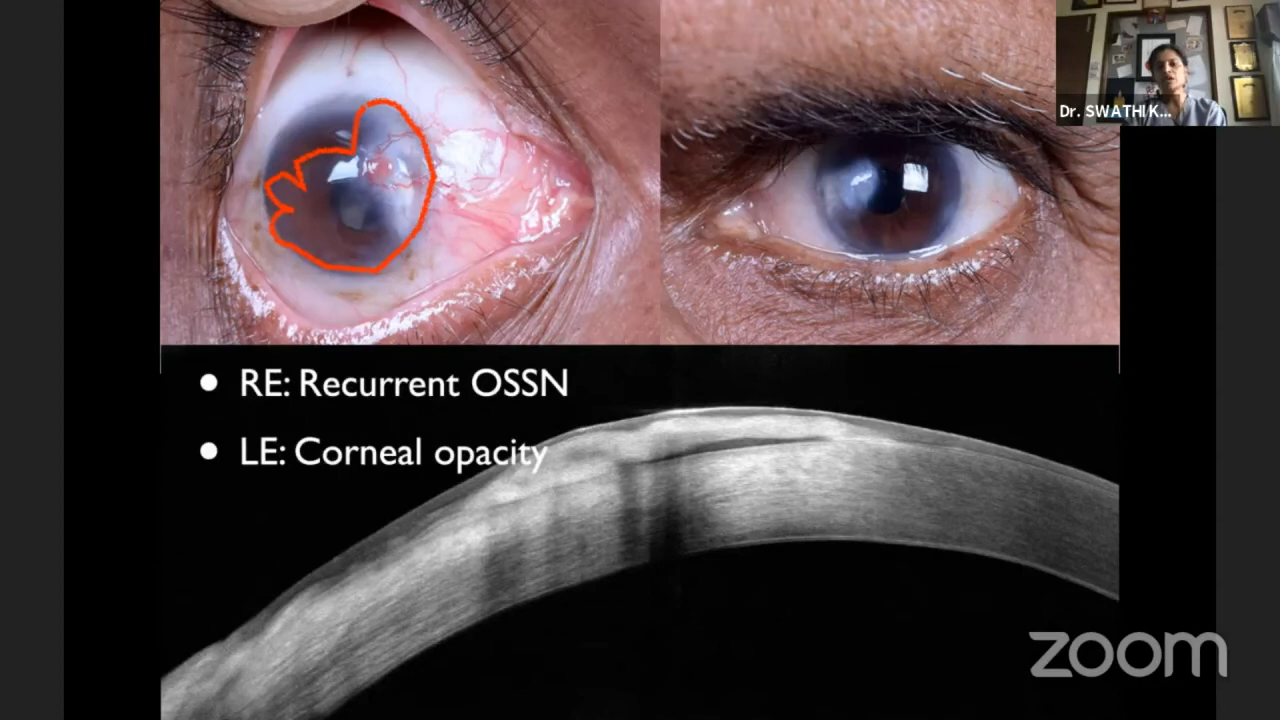 Dr. SWATHI K...
• RE: Recurrent OSSN
• LE: Corneal opacity
zoom